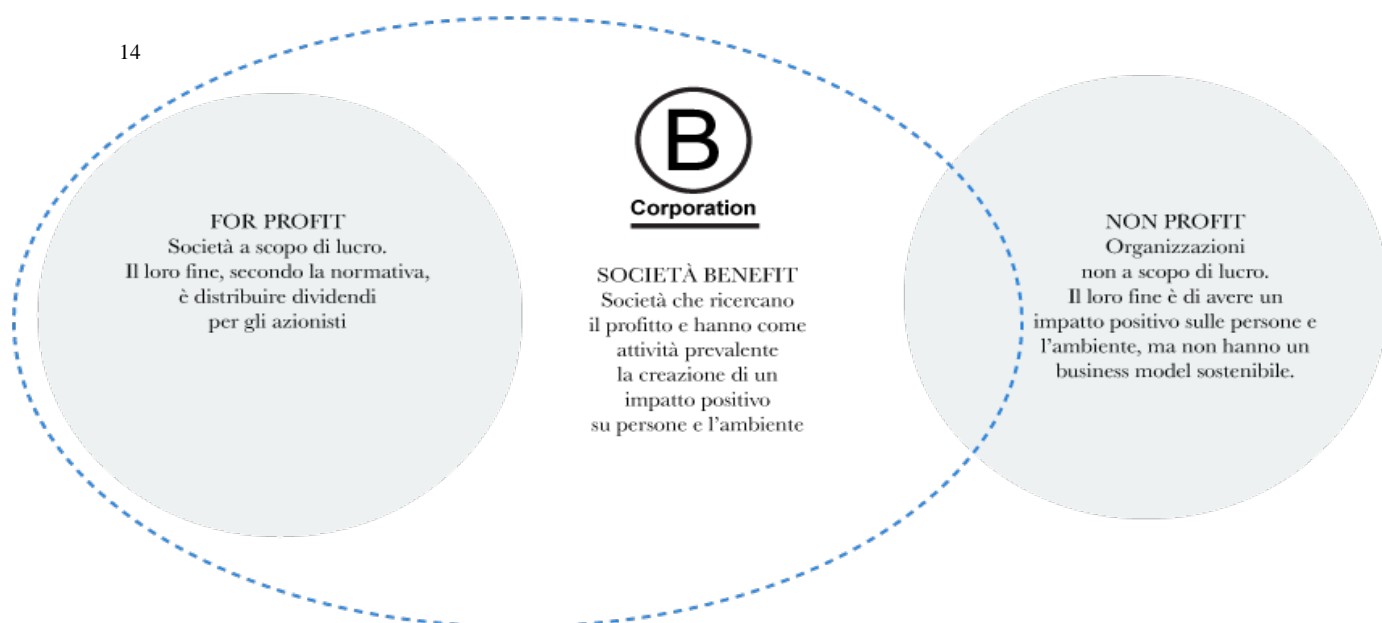 14
FOR PROFIT
Società a scopo di lucro.
Il loro fine, secondo la normativa,
è distribuire dividendi
per gli azionisti
B
Corporation
SOCIETÀ BENEFIT
Società che ricercano
il profitto e hanno come
attività prevalente
la creazione di un
impatto positivo
su persone e l’ambiente
NON PROFIT
Organizzazioni
non a scopo di lucro.
Il loro fine è di avere un
impatto positivo sulle persone e
l’ambiente, ma non hanno un
business model sostenibile.